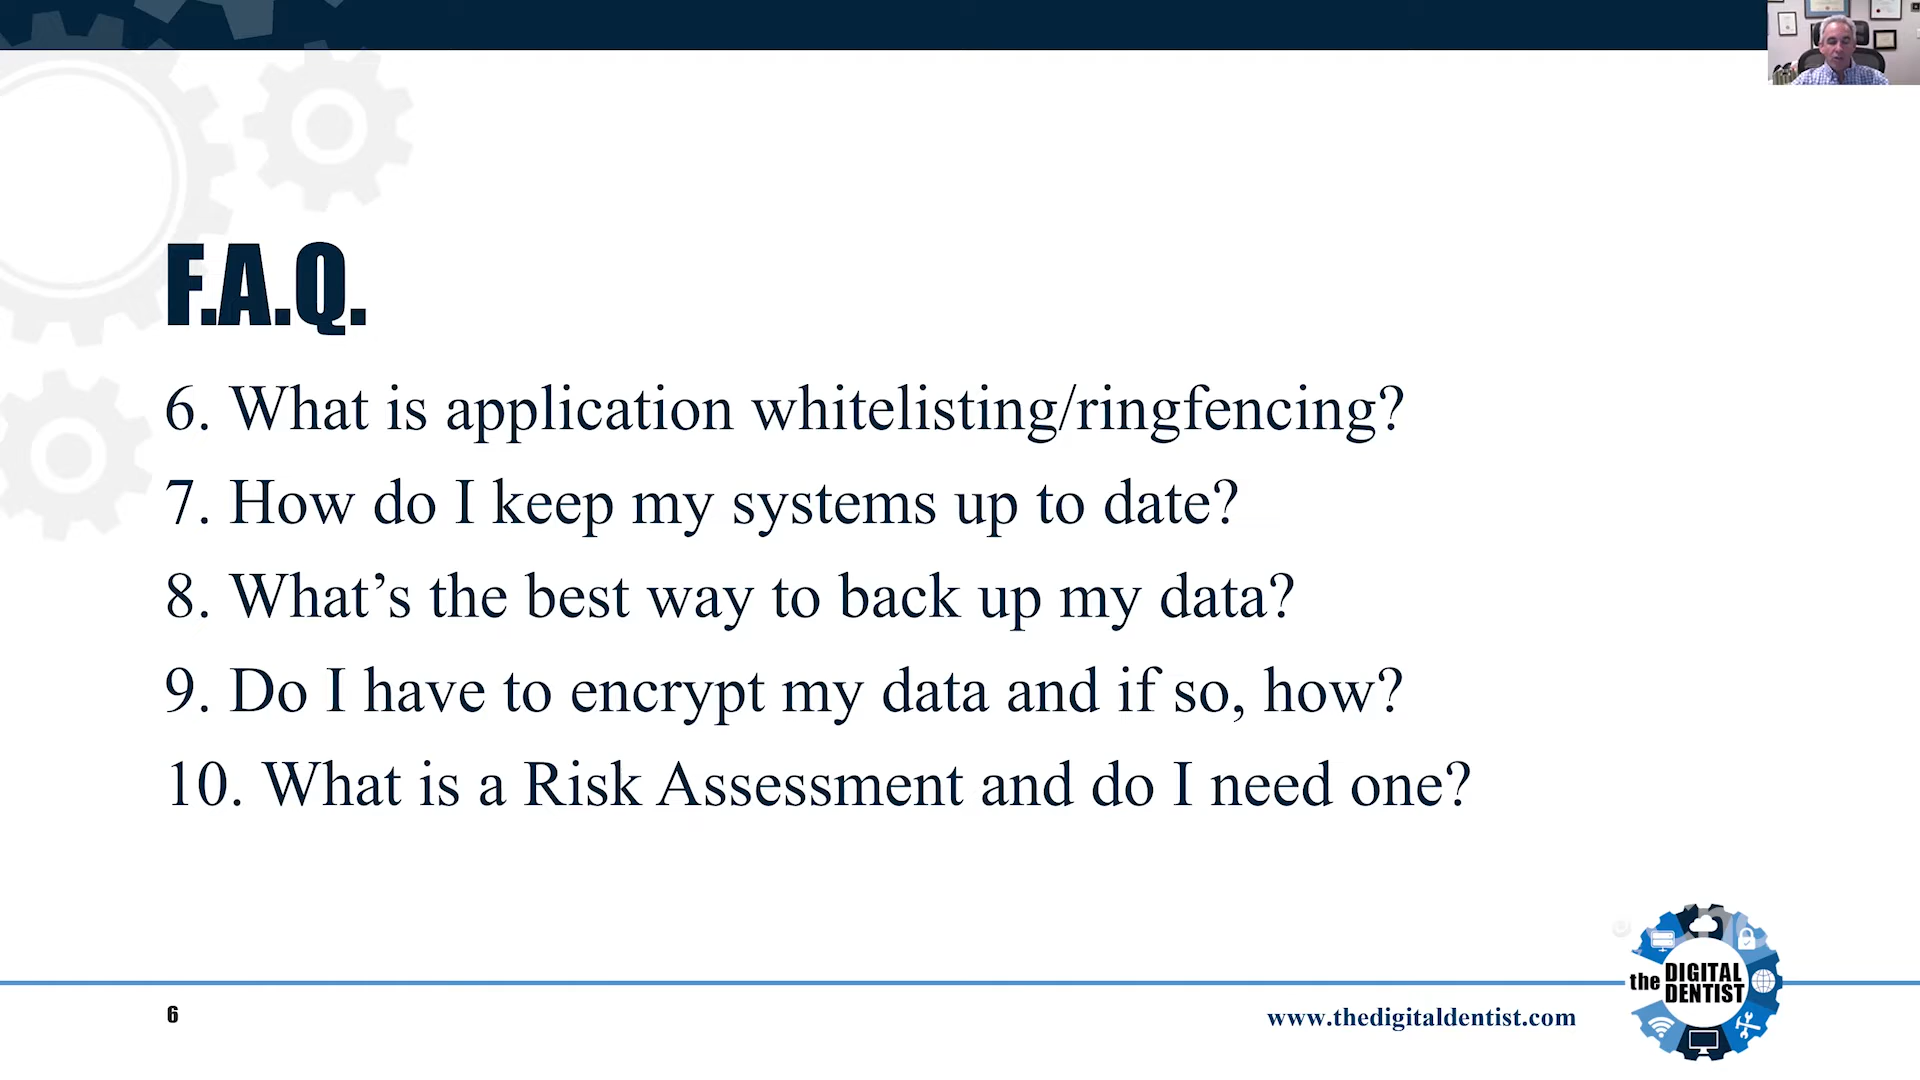 F.A.Q.
6. What is application whitelisting/ringfencing?
7. How do I keep my systems up to date?
8. What’s the best way to back up my data?
9. Do I have to encrypt my data and if so, how?
10. What is a Risk Assessment and do I need one?
6
www.thedigitaldentist.com
the DIGITAL
DENTIST